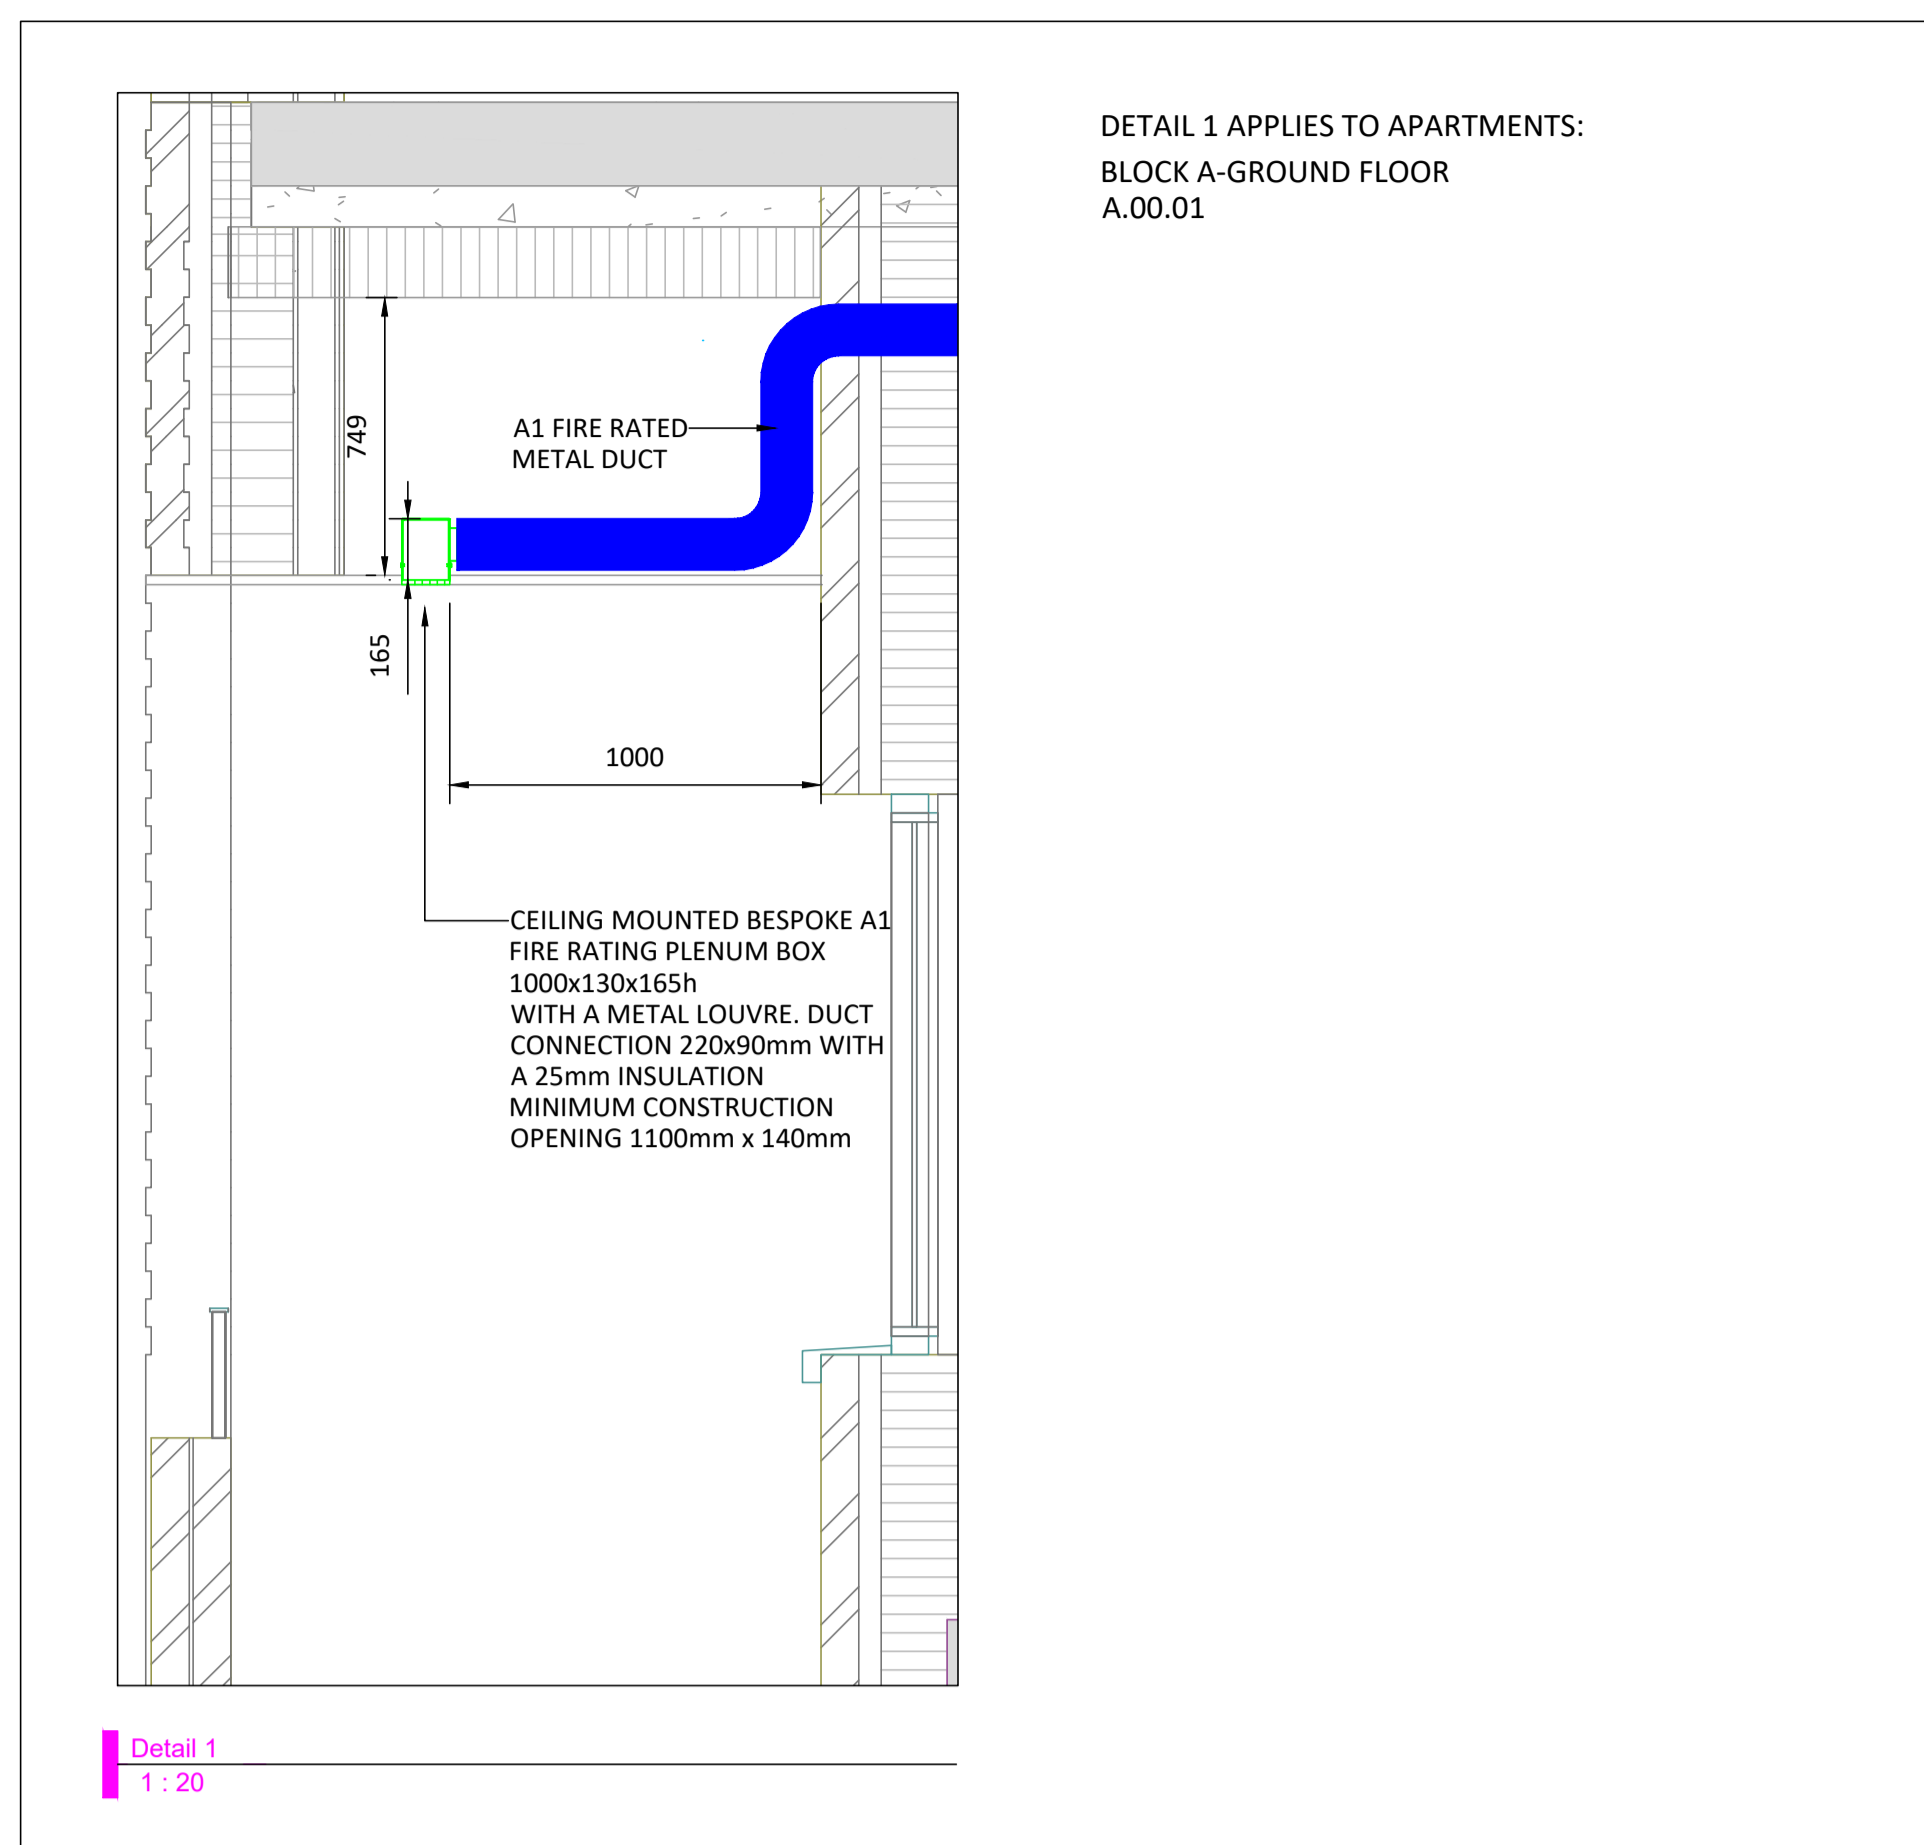 DETAIL 1 APPLIES TO APARTMENTS:
BLOCK A-GROUND FLOOR
A.00.01
749
A1 FIRE RATED
METAL DUCT
165
1000
CEILING MOUNTED BESPOKE A1
FIRE RATING PLENUM BOX
1000x130x165h
WITH A METAL LOUVRE. DUCT
CONNECTION 220x90mm WITH
A 25mm INSULATION
MINIMUM CONSTRUCTION
OPENING 1100mm x 140mm
Detail 1
1 : 20